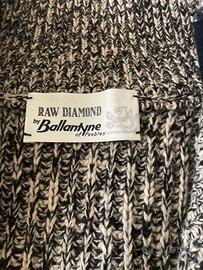 RAW DIAMOND
by Ballantyne
of Peebles